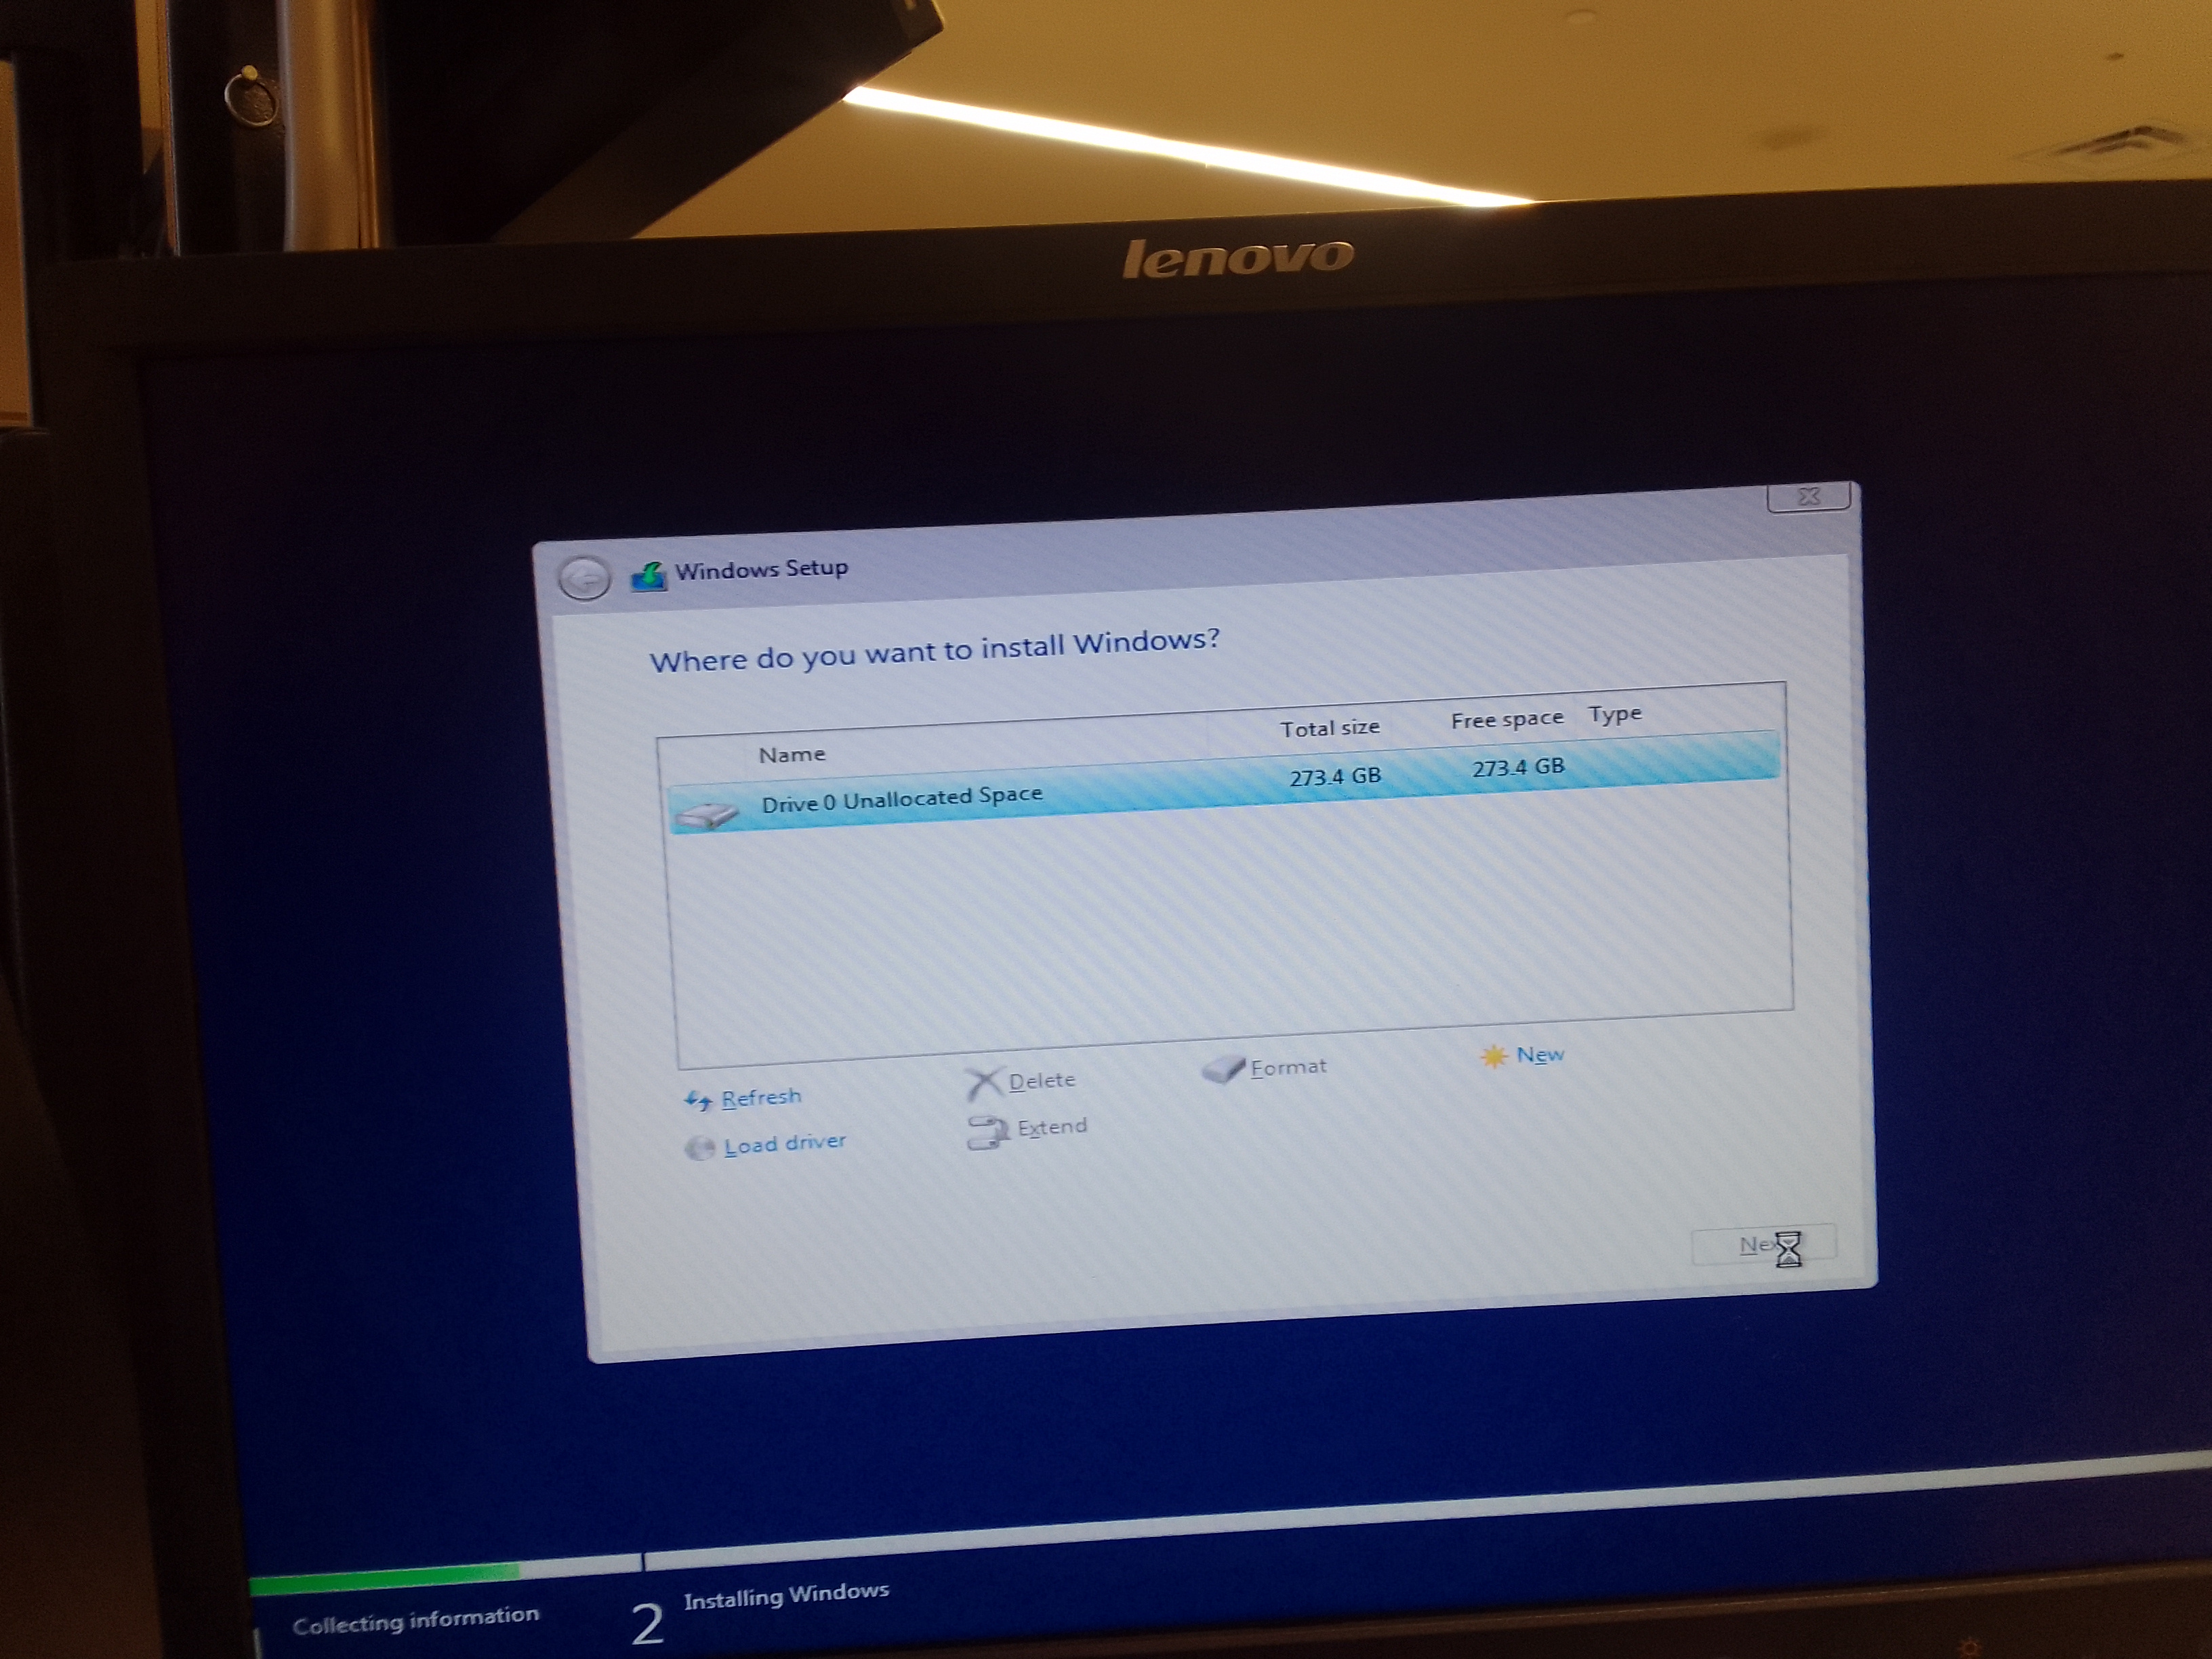 lenovo
Windows Setup
Where do you want to install Windows?
Name Total size Free space Type
Drive 0 Unallocated Space 273.4 GB 273.4 GB
Refresh Delete Format New
Load driver Extend
Collecting information 2 Installing Windows